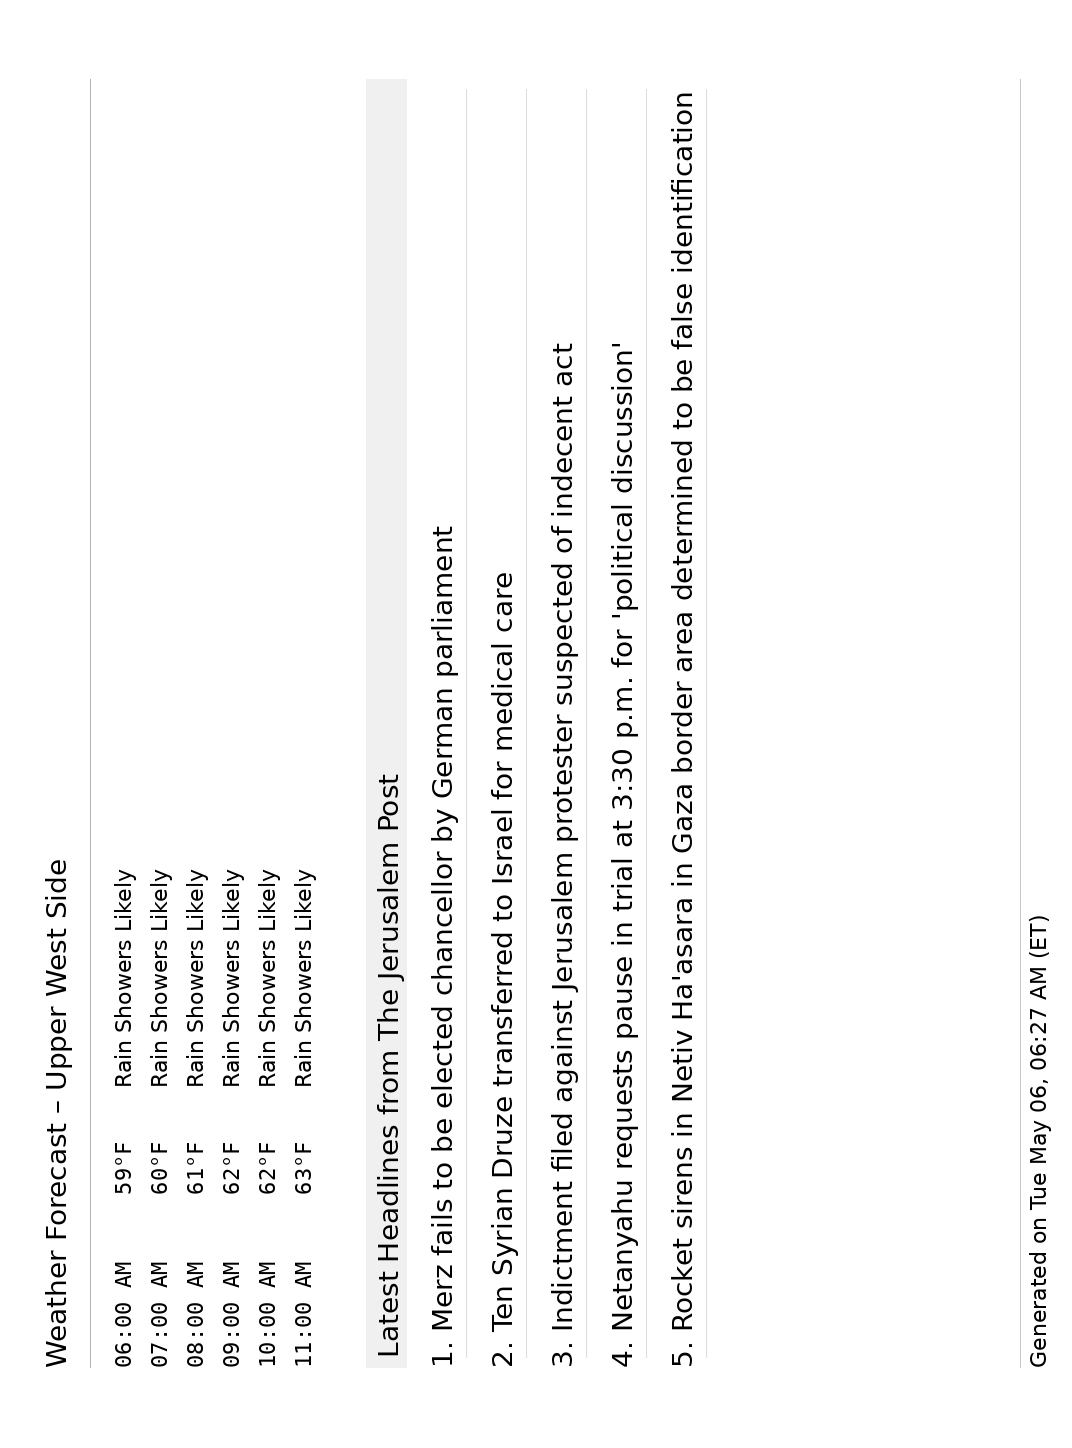 Weather Forecast – Upper West Side
06:00 AM 59°F Rain Showers Likely
07:00 AM 60°F Rain Showers Likely
08:00 AM 61°F Rain Showers Likely
09:00 AM 62°F Rain Showers Likely
10:00 AM 62°F Rain Showers Likely
11:00 AM 63°F Rain Showers Likely
Latest Headlines from The Jerusalem Post
1. Merz fails to be elected chancellor by German parliament
2. Ten Syrian Druze transferred to Israel for medical care
3. Indictment filed against Jerusalem protester suspected of indecent act
4. Netanyahu requests pause in trial at 3:30 p.m. for 'political discussion'
5. Rocket sirens in Netiv Ha'asara in Gaza border area determined to be false identification
Generated on Tue May 06, 06:27 AM (ET)